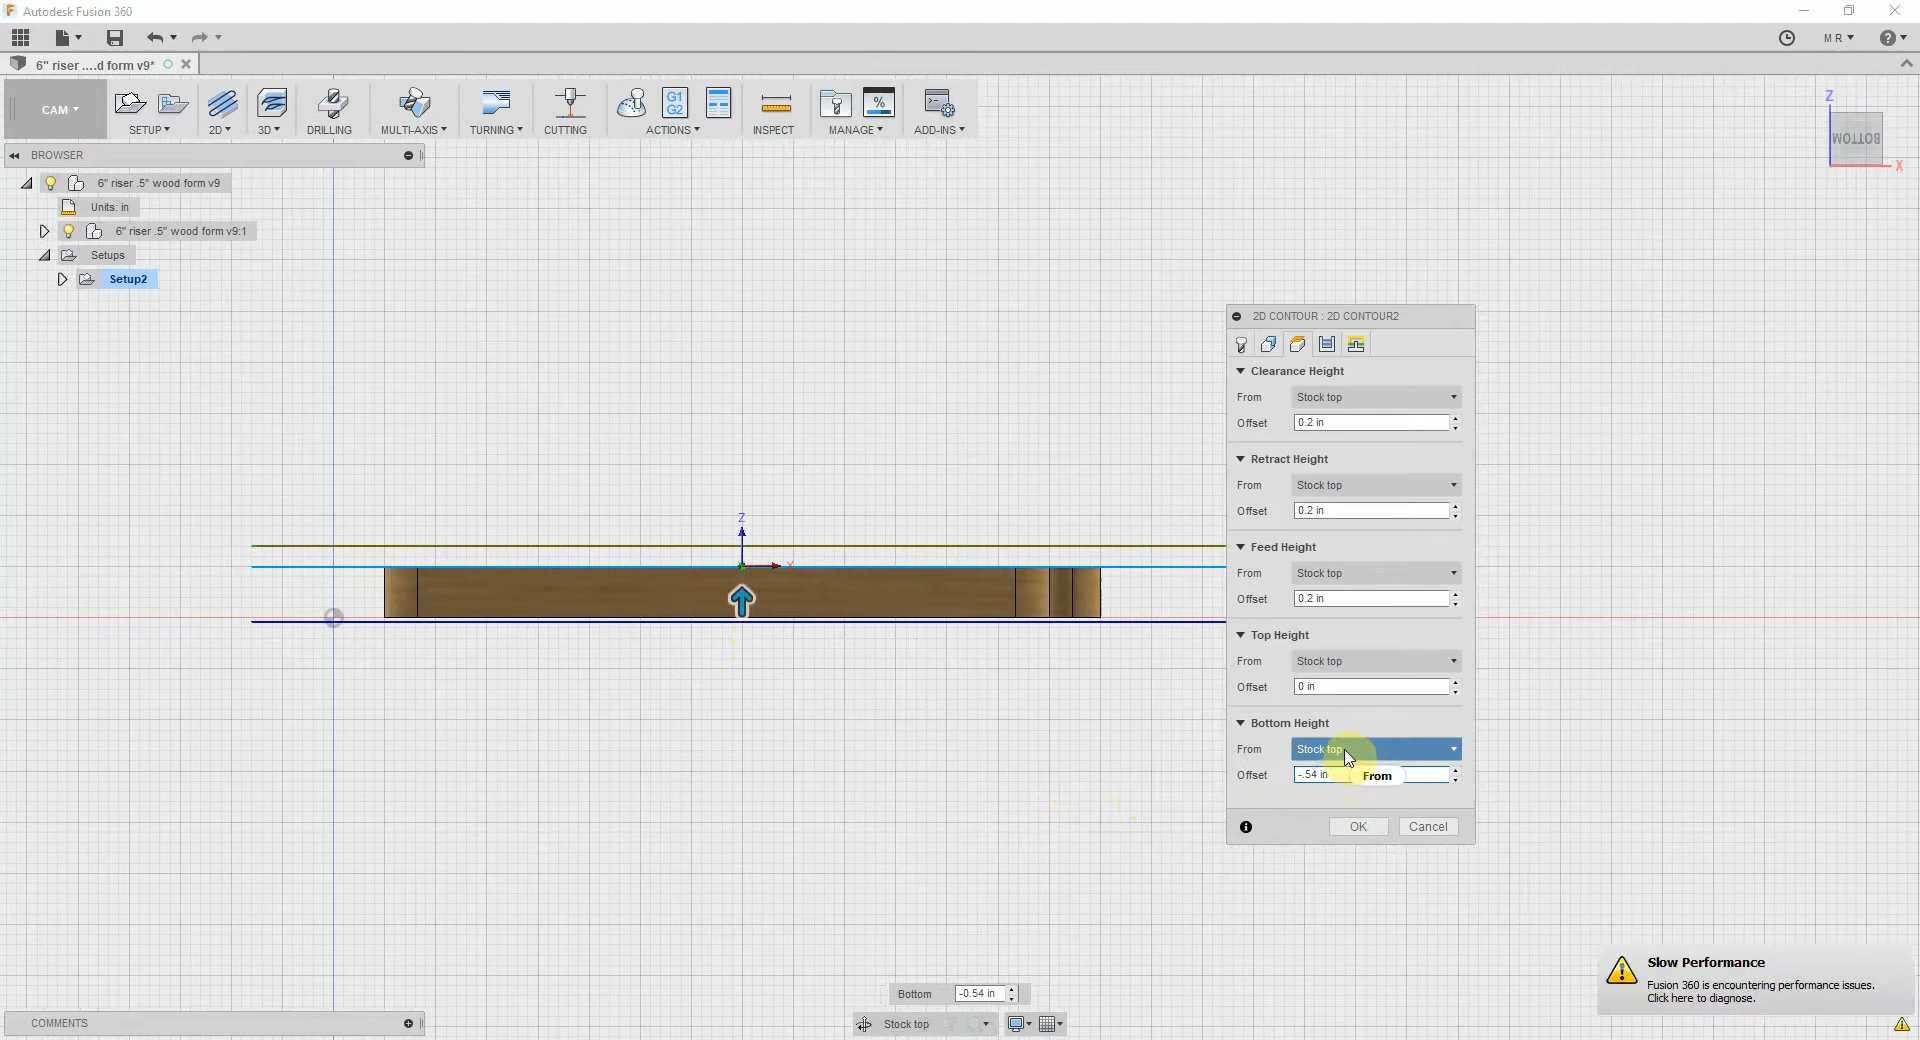 Autodesk Fusion 360
M R
6" riser ....d form v9*
CAM
SETUP
2D
3D
DRILLING
MULTI-AXIS
TURNING
CUTTING
G1
G2
ACTIONS
INSPECT
%
MANAGE
ADD-INS
Z
BOTTOM
X
BROWSER
6" riser .5" wood form v9
Units: in
6" riser .5" wood form v9:1
Setups
Setup2
2D CONTOUR : 2D CONTOUR2
Clearance Height
From Stock top
Offset 0.2 in
Retract Height
From Stock top
Offset 0.2 in
Feed Height
From Stock top
Offset 0.2 in
Top Height
From Stock top
Offset 0 in
Bottom Height
From Stock top
Offset -.54 in
From
OK Cancel
Z
X
Slow Performance
Fusion 360 is encountering performance issues.
Click here to diagnose.
Bottom -0.54 in
Stock top
COMMENTS